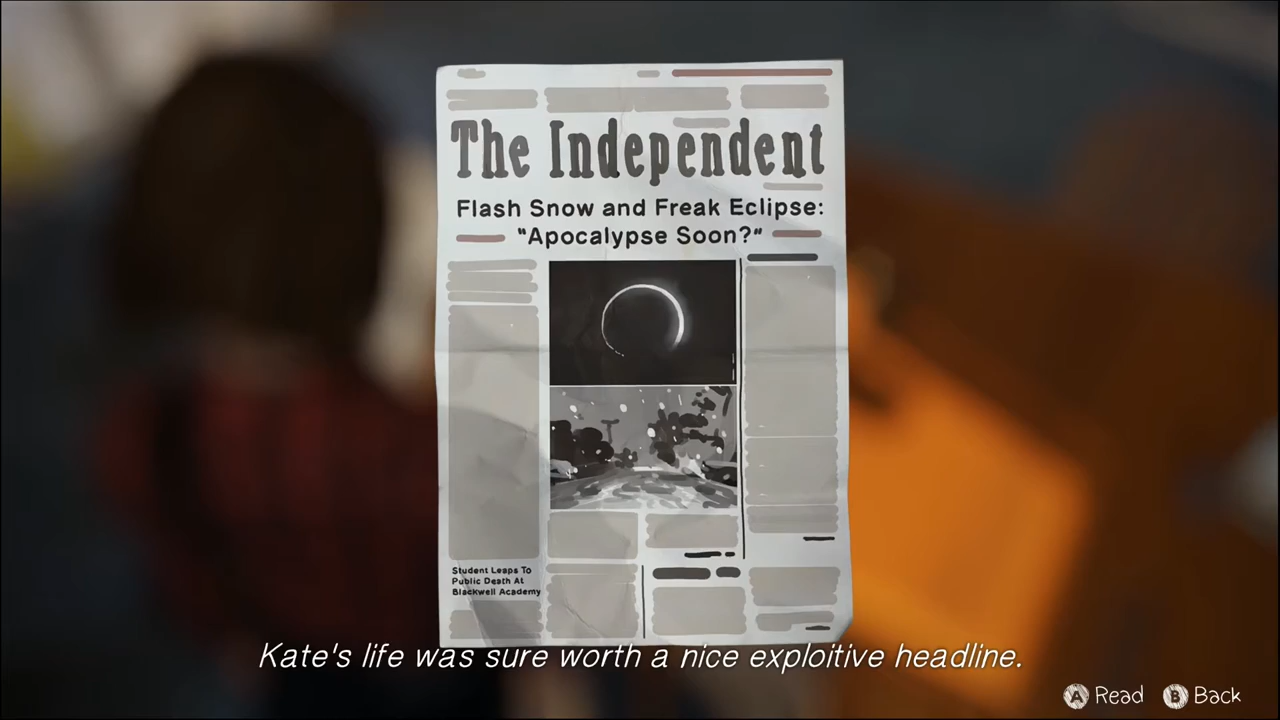 The Independent
Flash Snow and Freak Eclipse:
"Apocalypse Soon?"
Student Leaps To
Public Death At
Blackwell Academy
Kate's life was sure worth a nice exploitive headline.
A Read B Back